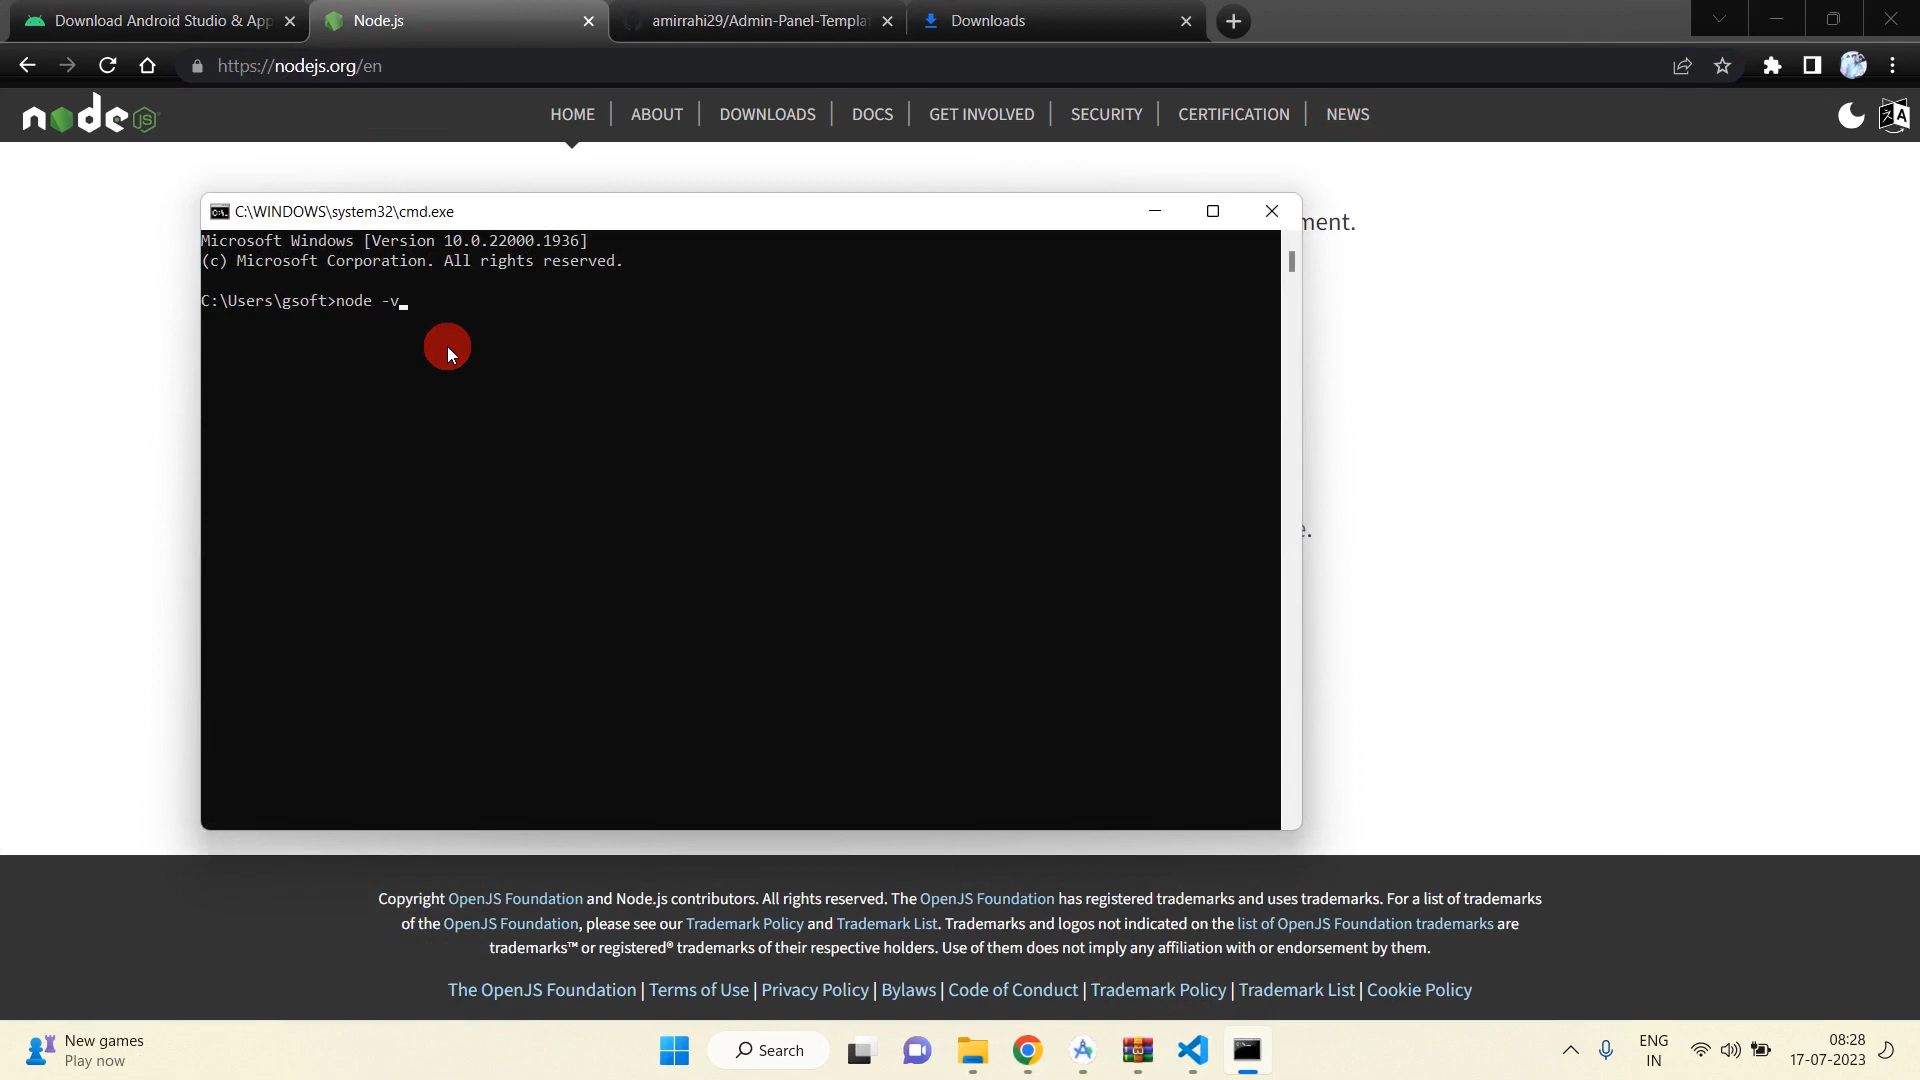 Download Android Studio & App
Node.js
amirrahi29/Admin-Panel-Templa
Downloads
https://nodejs.org/en
node JS
HOME
ABOUT
DOWNLOADS
DOCS
GET INVOLVED
SECURITY
CERTIFICATION
NEWS
C:\WINDOWS\system32\cmd.exe
ment.
Microsoft Windows [Version 10.0.22000.1936]
(c) Microsoft Corporation. All rights reserved.
C:\Users\gsoft>node -v
e.
Copyright OpenJS Foundation and Node.js contributors. All rights reserved. The OpenJS Foundation has registered trademarks and uses trademarks. For a list of trademarks
of the OpenJS Foundation, please see our Trademark Policy and Trademark List. Trademarks and logos not indicated on the list of OpenJS Foundation trademarks are
trademarks™ or registered® trademarks of their respective holders. Use of them does not imply any affiliation with or endorsement by them.
The OpenJS Foundation | Terms of Use | Privacy Policy | Bylaws | Code of Conduct | Trademark Policy | Trademark List | Cookie Policy
New games
Play now
Search
ENG
IN
08:28
17-07-2023